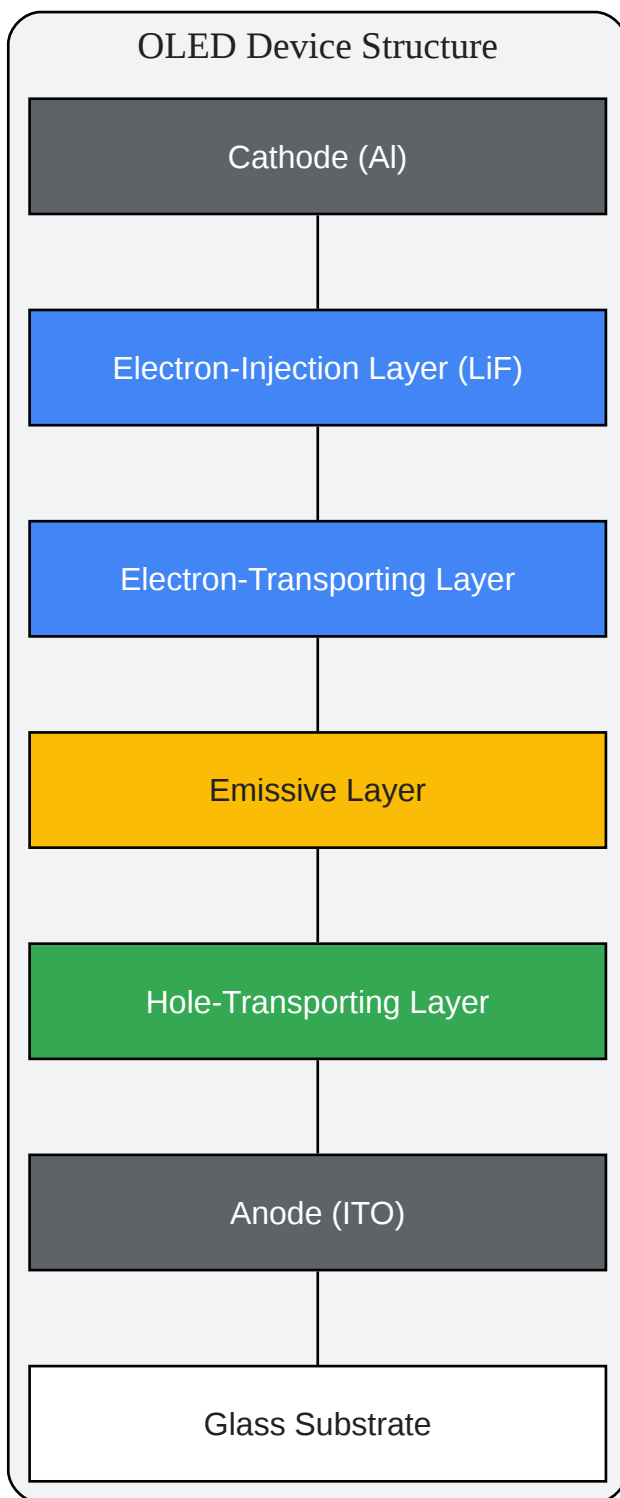 OLED Device Structure
Cathode (Al)
Electron-Injection Layer (LiF)
Electron-Transporting Layer
Emissive Layer
Hole-Transporting Layer
Anode (ITO)
Glass Substrate